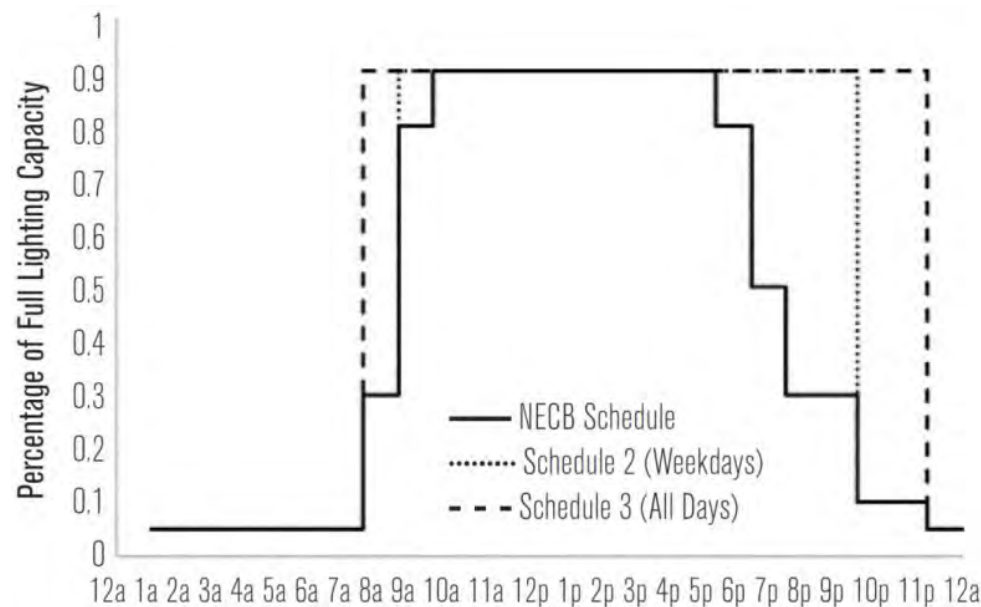 Percentage of Full Lighting Capacity
1
0.9
0.8
0.7
0.6
0.5
0.4
0.3
0.2
0.1
0
NECB Schedule
Schedule 2 (Weekdays)
Schedule 3 (All Days)
12a 1a 2a 3a 4a 5a 6a 7a 8a 9a 10a 11a 12p 1p 2p 3p 4p 5p 7p 8p 9p 10p 11p 12a